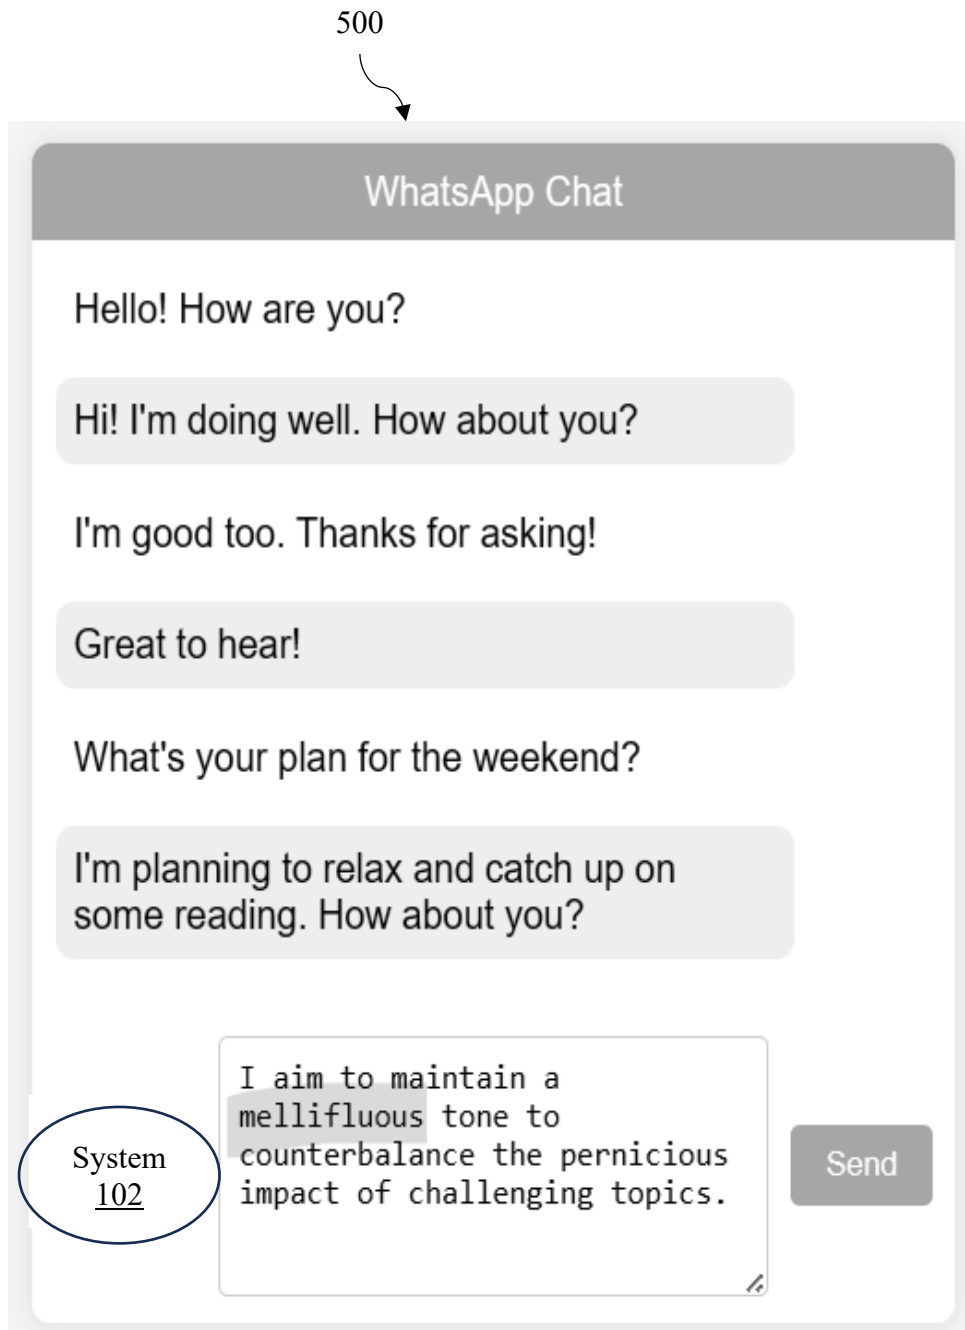 500
WhatsApp Chat
Hello! How are you?
Hi! I'm doing well. How about you?
I'm good too. Thanks for asking!
Great to hear!
What's your plan for the weekend?
I'm planning to relax and catch up on
some reading. How about you?
I aim to maintain a
mellifluous tone to
counterbalance the pernicious
impact of challenging topics.
System
102
Send